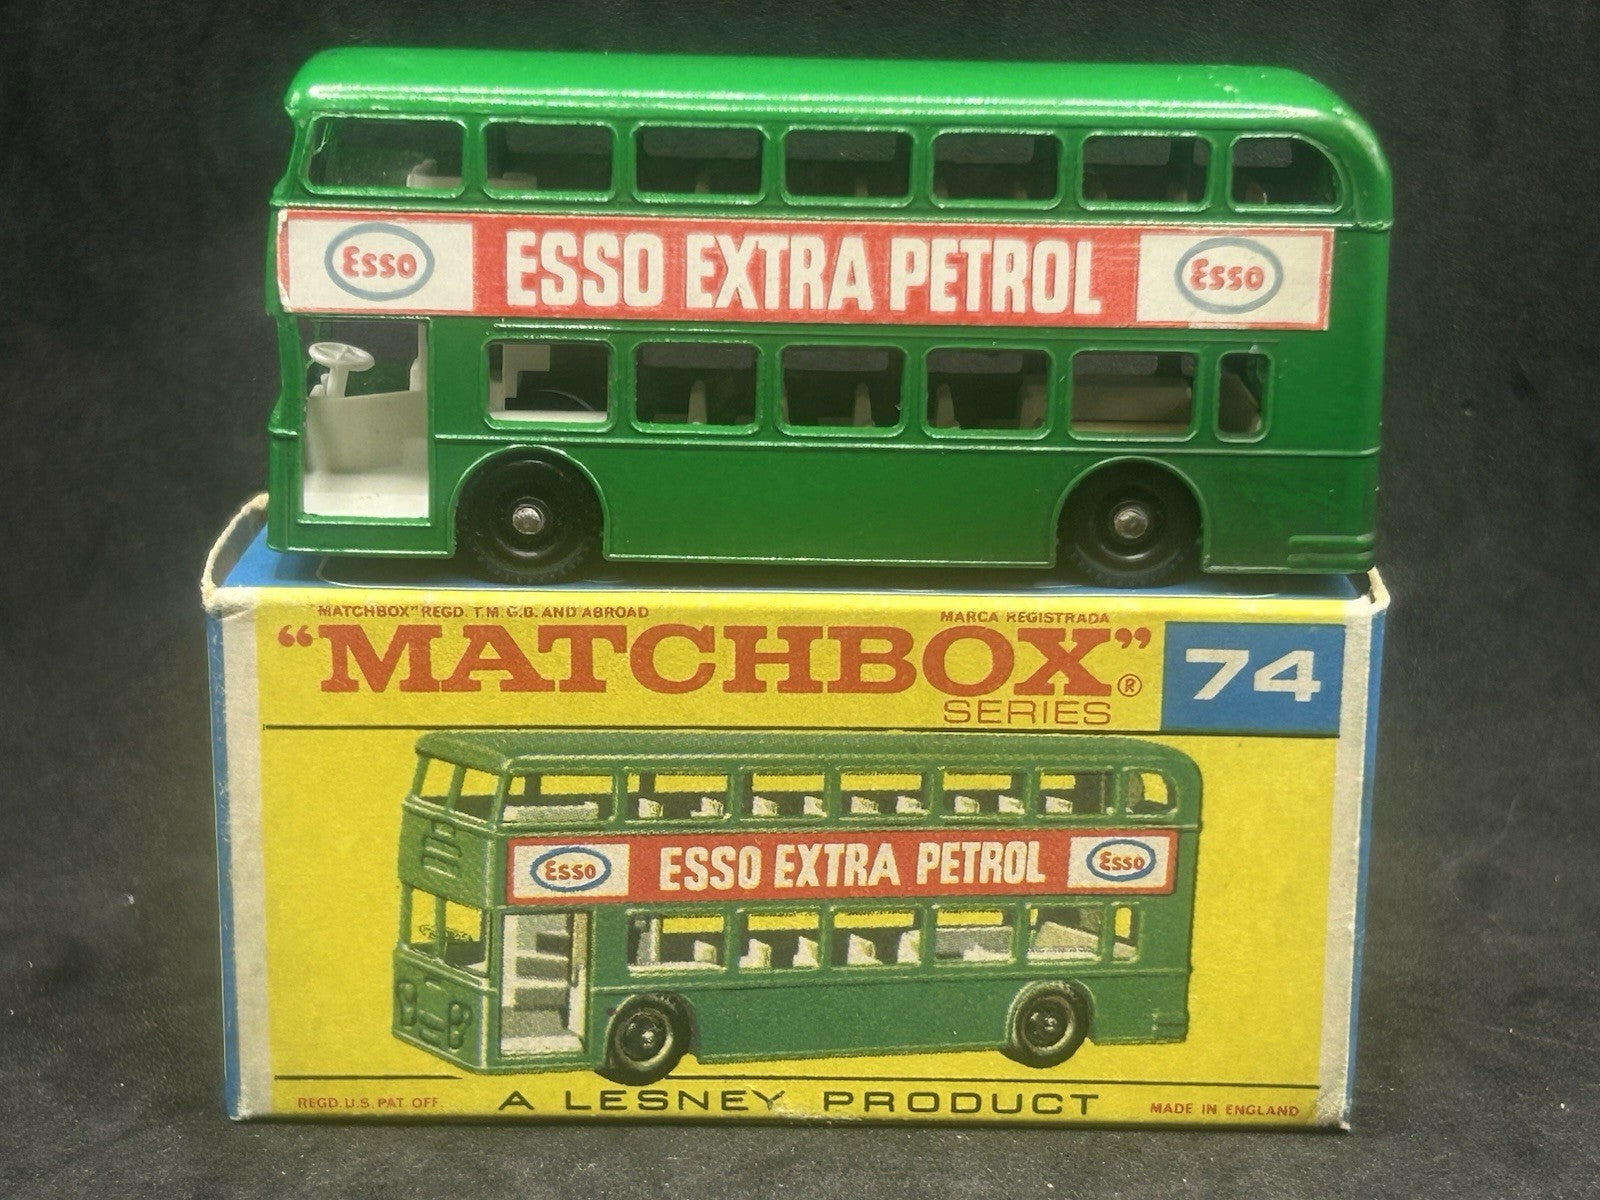 Esso ESSO EXTRA PETROL Esso
"MATCHBOX" REGD. T.M. G.B. AND ABROAD MARCA REGISTRADA
"MATCHBOX"® 74
SERIES
Esso ESSO EXTRA PETROL Esso
REGD. U.S. PAT. OFF. A LESNEY PRODUCT MADE IN ENGLAND